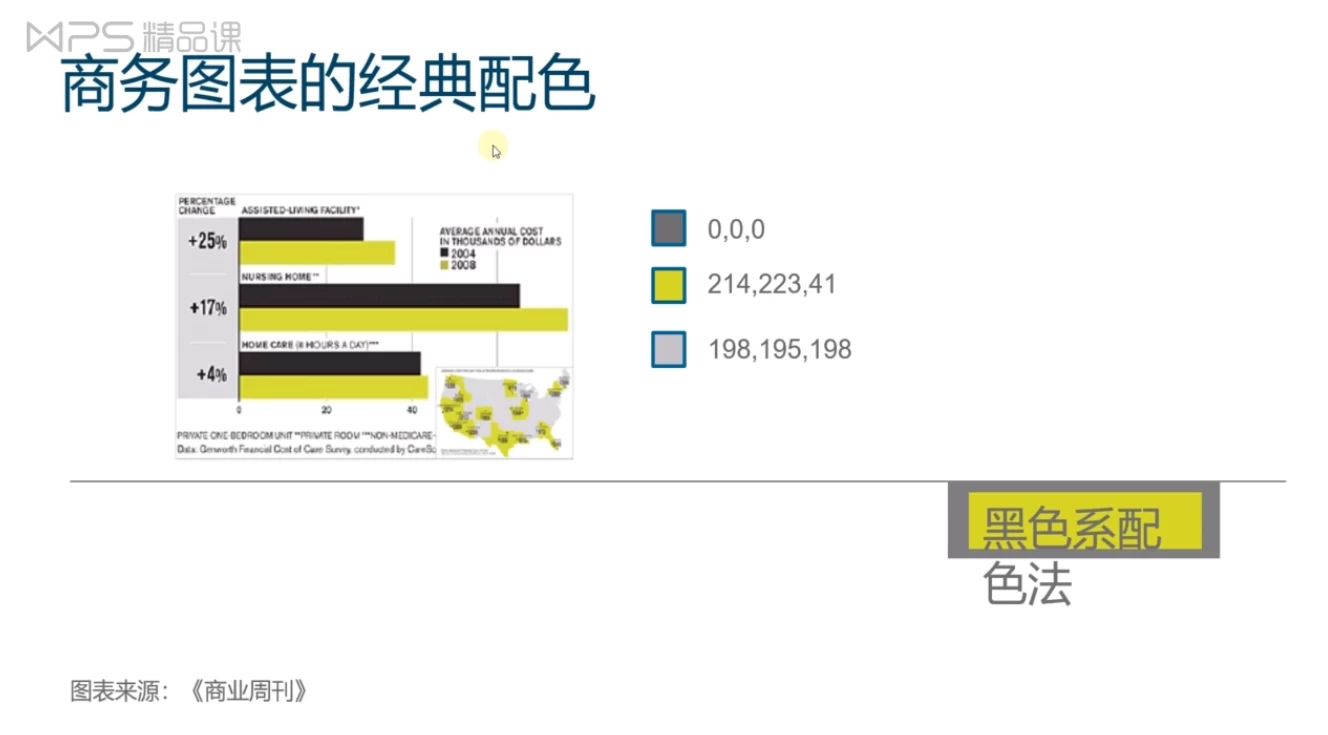 WPS精品课
商务图表的经典配色
PERCENTAGE
CHANGE
ASSISTED-LIVING FACILITY*
+25%
AVERAGE ANNUAL COST
IN THOUSANDS OF DOLLARS
2004
2008
NURSING HOME**
+17%
HOME CARE (8 HOURS A DAY)***
+4%
0 20 40
PRIVATE ONE-BEDROOM UNIT **PRIVATE ROOM ***NON-MEDICARE-
Data: Genworth Financial Cost of Care Survey, conducted by CareSc
0,0,0
214,223,41
198,195,198
黑色系配
色法
图表来源：《商业周刊》